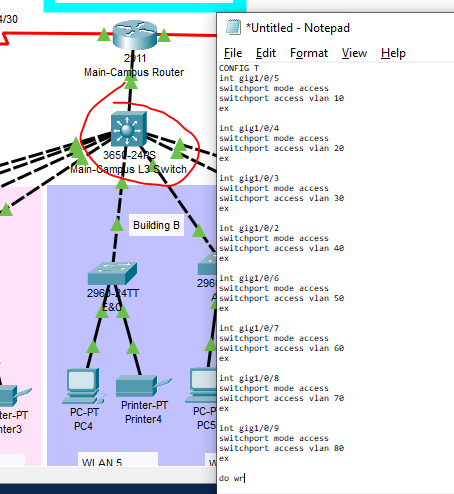 4/30
2911
Main-Campus Router
3650-24PS
Main-Campus L3 Switch
Building B
2960-24TT
E&C
296
A
PC-PT
PC4
Printer-PT
Printer4
PC-P
PC5
ter-PT
nter3
WLAN 5
W
*Untitled - Notepad
File Edit Format View Help
CONFIG T
int gig1/0/5
switchport mode access
switchport access vlan 10
ex
int gig1/0/4
switchport mode access
switchport access vlan 20
ex
int gig1/0/3
switchport mode access
switchport access vlan 30
ex
int gig1/0/2
switchport mode access
switchport access vlan 40
ex
int gig1/0/6
switchport mode access
switchport access vlan 50
ex
int gig1/0/7
switchport mode access
switchport access vlan 60
ex
int gig1/0/8
switchport mode access
switchport access vlan 70
ex
int gig1/0/9
switchport mode access
switchport access vlan 80
ex
do wr